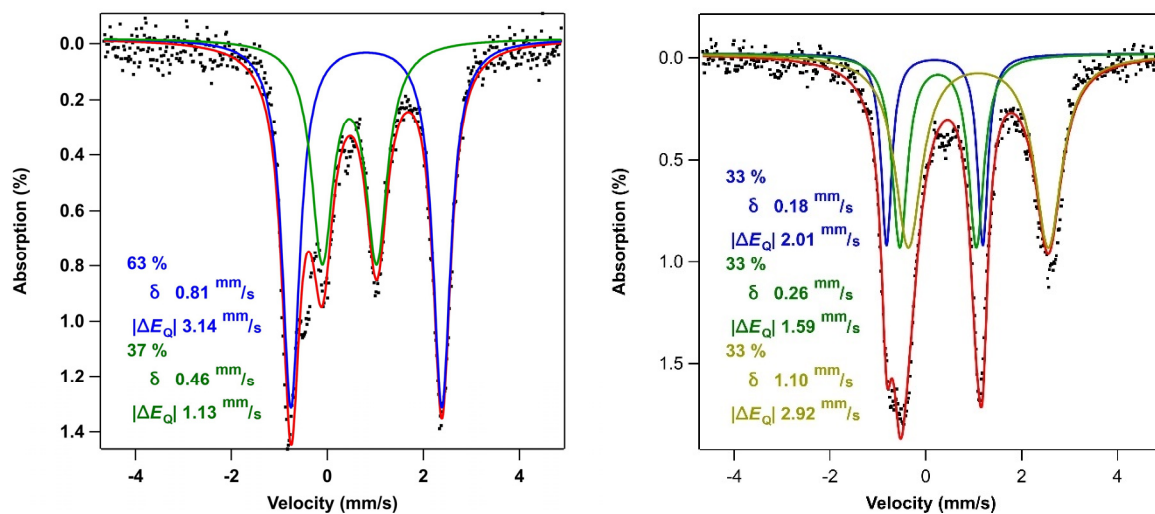 0.0
0.2
0.4
0.6
0.8
1.0
1.2
1.4
Absorption (%)
63 %
δ 0.81 mm/s
|ΔEQ| 3.14 mm/s
37 %
δ 0.46 mm/s
|ΔEQ| 1.13 mm/s
-4 -2 0 2 4
Velocity (mm/s)
0.0
0.5
1.0
1.5
Absorption (%)
33 %
δ 0.18 mm/s
|ΔEQ| 2.01 mm/s
33 %
δ 0.26 mm/s
|ΔEQ| 1.59 mm/s
33 %
δ 1.10 mm/s
|ΔEQ| 2.92 mm/s
-4 -2 0 2 4
Velocity (mm/s)